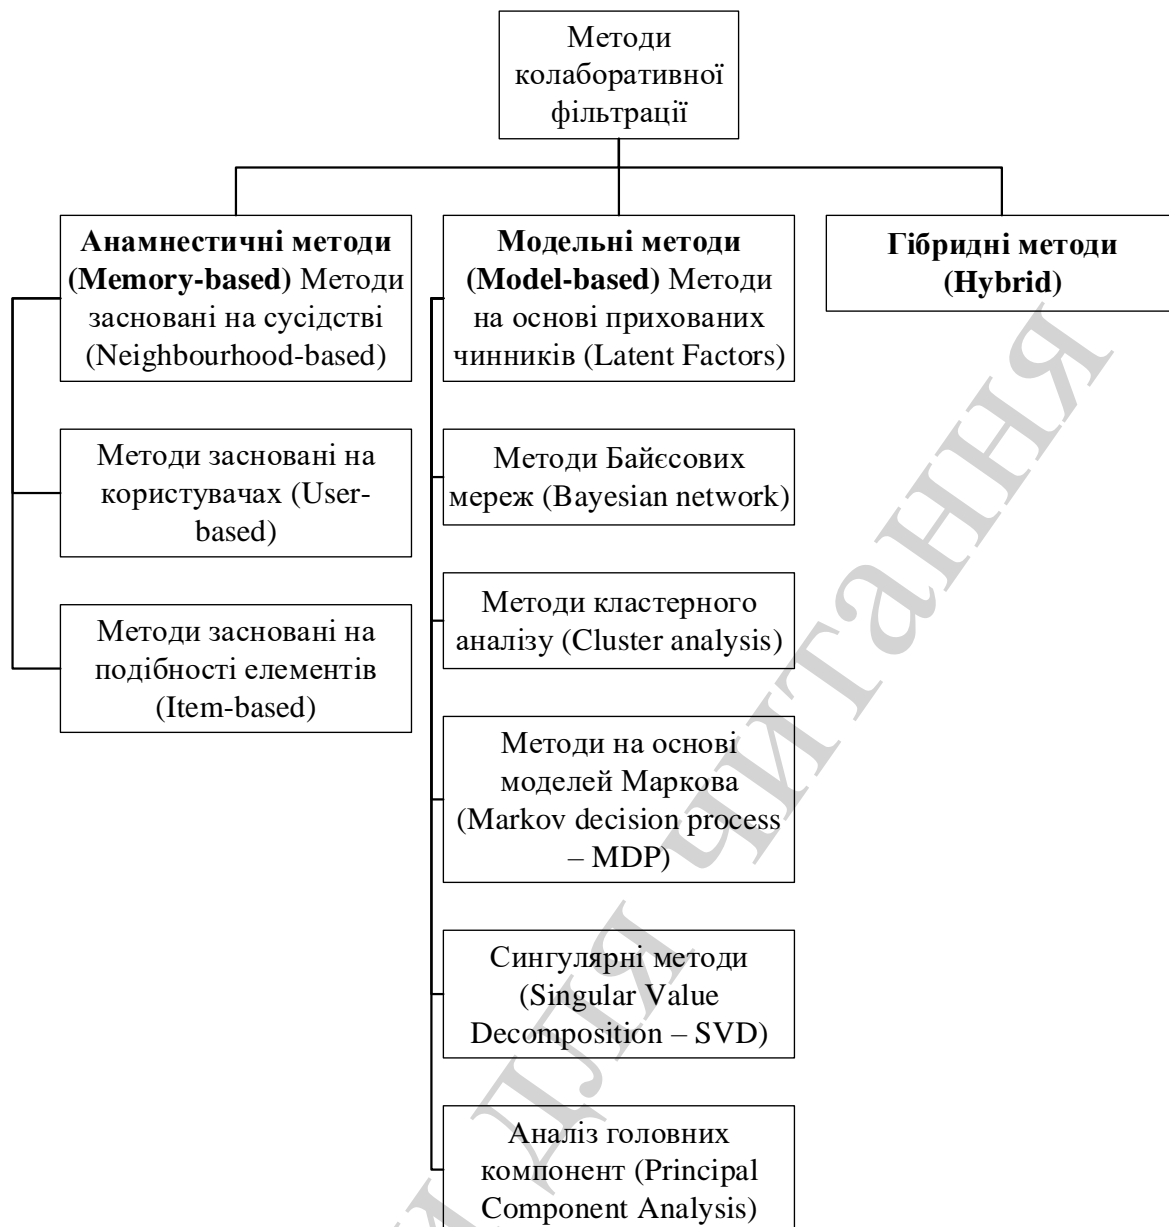 Методи
колаборативної
фільтрації
Анамнестичні методи
(Memory-based) Методи
засновані на сусідстві
(Neighbourhood-based)
Методи засновані на
користувачах (User-
based)
Методи засновані на
подібності елементів
(Item-based)
Модельні методи
(Model-based) Методи
на основі прихованих
чинників (Latent Factors)
Методи Байєсових
мереж (Bayesian network)
Методи кластерного
аналізу (Cluster analysis)
Методи на основі
моделей Маркова
(Markov decision process
– MDP)
Сингулярні методи
(Singular Value
Decomposition – SVD)
Аналіз головних
компонент (Principal
Component Analysis)
Гібридні методи
(Hybrid)
для читання